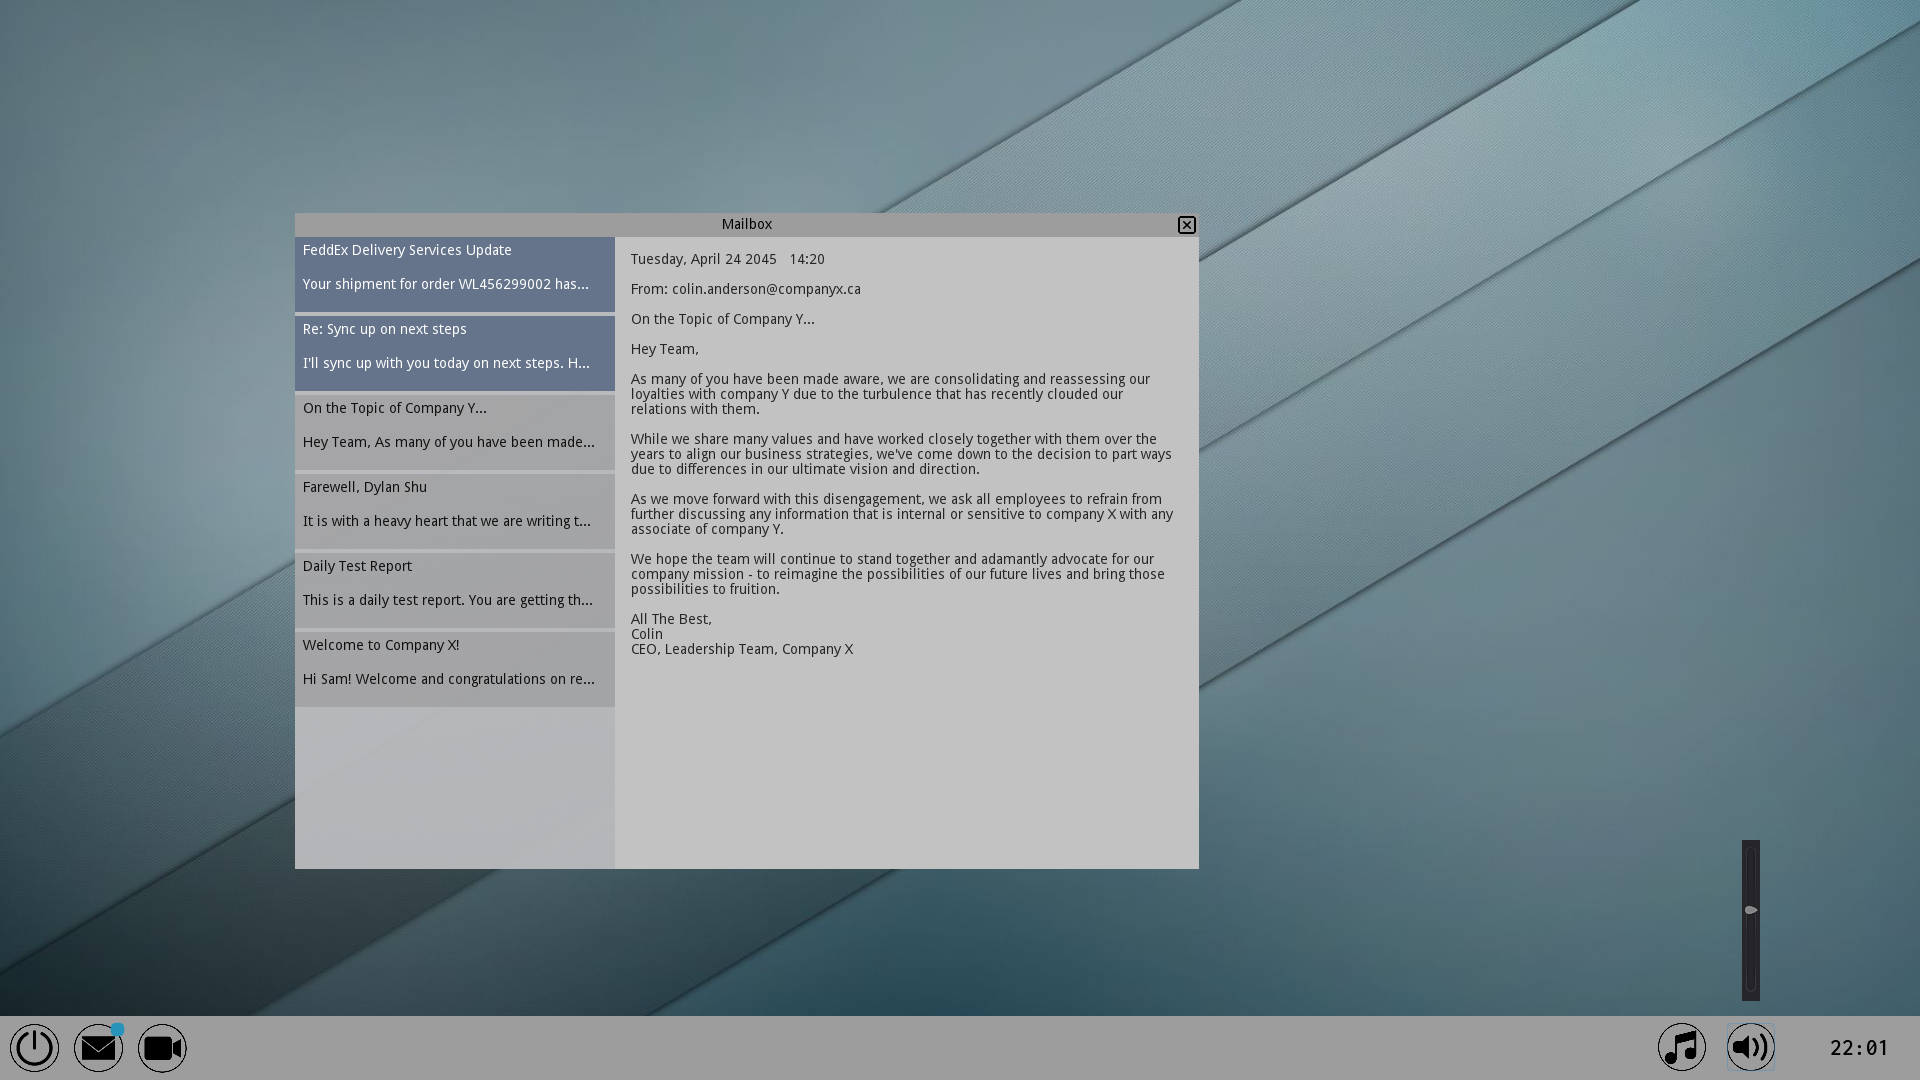 Mailbox
FeddEx Delivery Services Update
Your shipment for order WL456299002 has...
Re: Sync up on next steps
I'll sync up with you today on next steps. H...
On the Topic of Company Y...
Hey Team, As many of you have been made...
Farewell, Dylan Shu
It is with a heavy heart that we are writing t...
Daily Test Report
This is a daily test report. You are getting th...
Welcome to Company X!
Hi Sam! Welcome and congratulations on re...
Tuesday, April 24 2045 14:20
From: colin.anderson@companyx.ca
On the Topic of Company Y...
Hey Team,
As many of you have been made aware, we are consolidating and reassessing our
loyalties with company Y due to the turbulence that has recently clouded our
relations with them.
While we share many values and have worked closely together with them over the
years to align our business strategies, we've come down to the decision to part ways
due to differences in our ultimate vision and direction.
As we move forward with this disengagement, we ask all employees to refrain from
further discussing any information that is internal or sensitive to company X with any
associate of company Y.
We hope the team will continue to stand together and adamantly advocate for our
company mission - to reimagine the possibilities of our future lives and bring those
possibilities to fruition.
All The Best,
Colin
CEO, Leadership Team, Company X
22:01